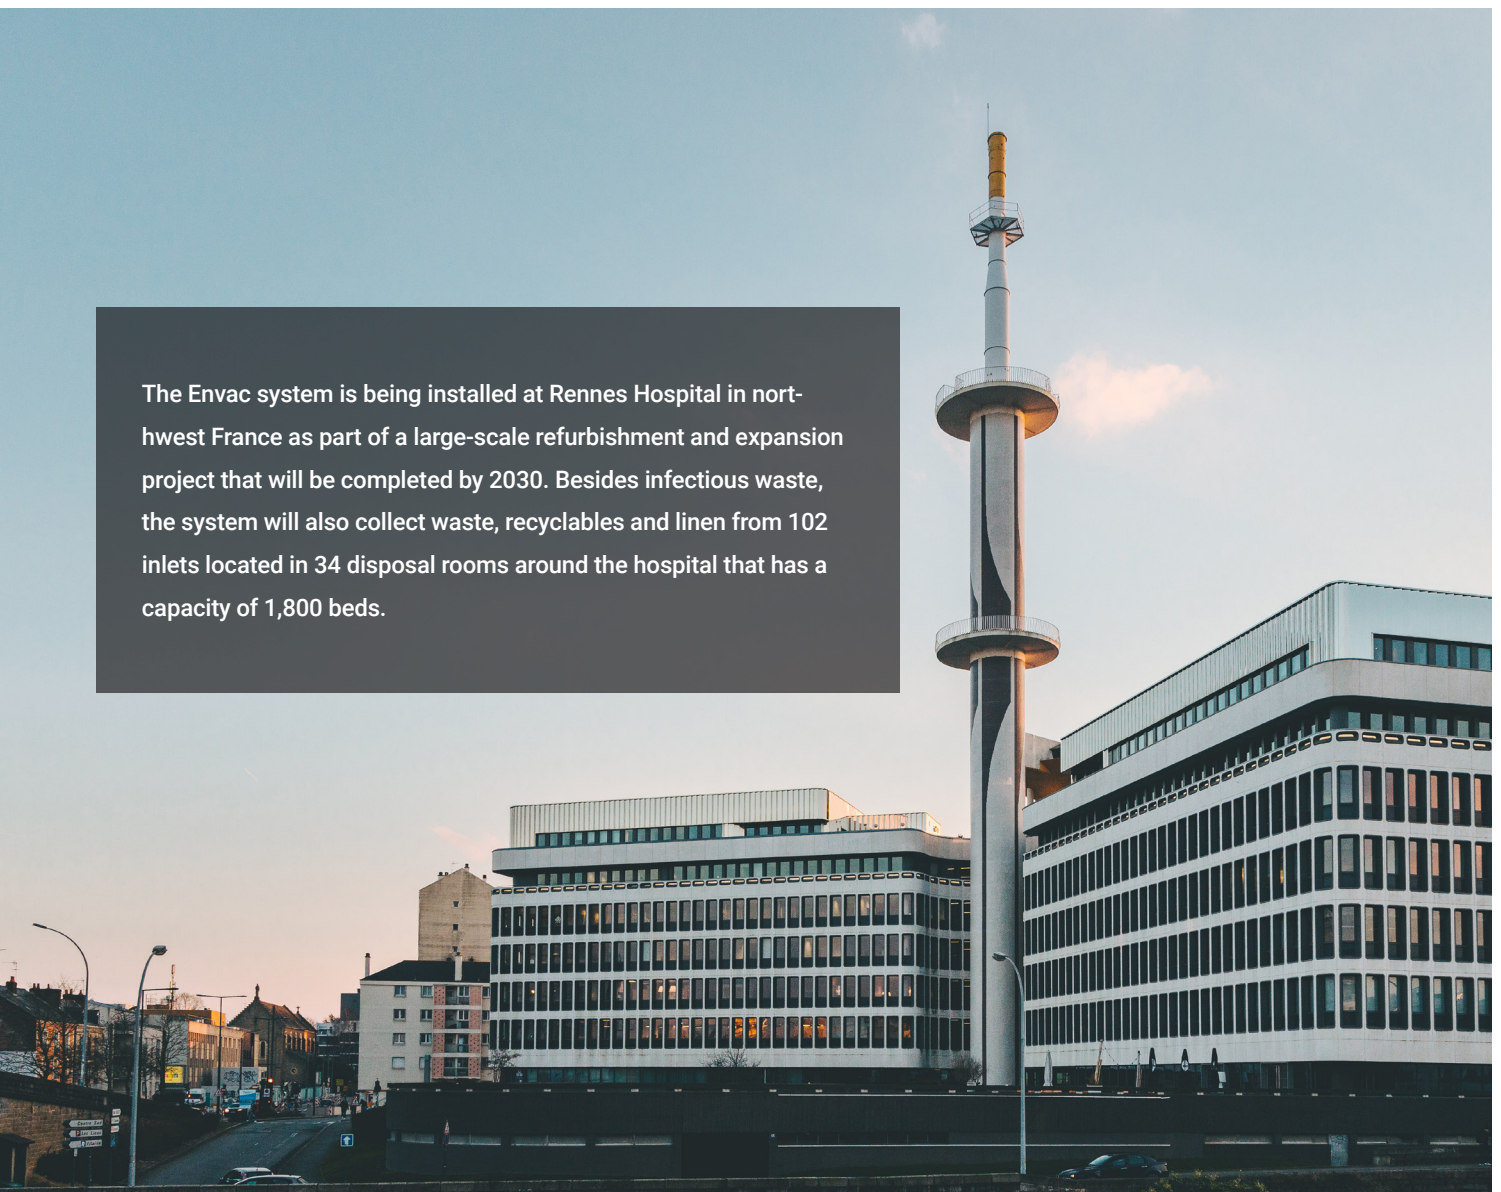 The Envac system is being installed at Rennes Hospital in nort-
hwest France as part of a large-scale refurbishment and expansion
project that will be completed by 2030. Besides infectious waste,
the system will also collect waste, recyclables and linen from 102
inlets located in 34 disposal rooms around the hospital that has a
capacity of 1,800 beds.